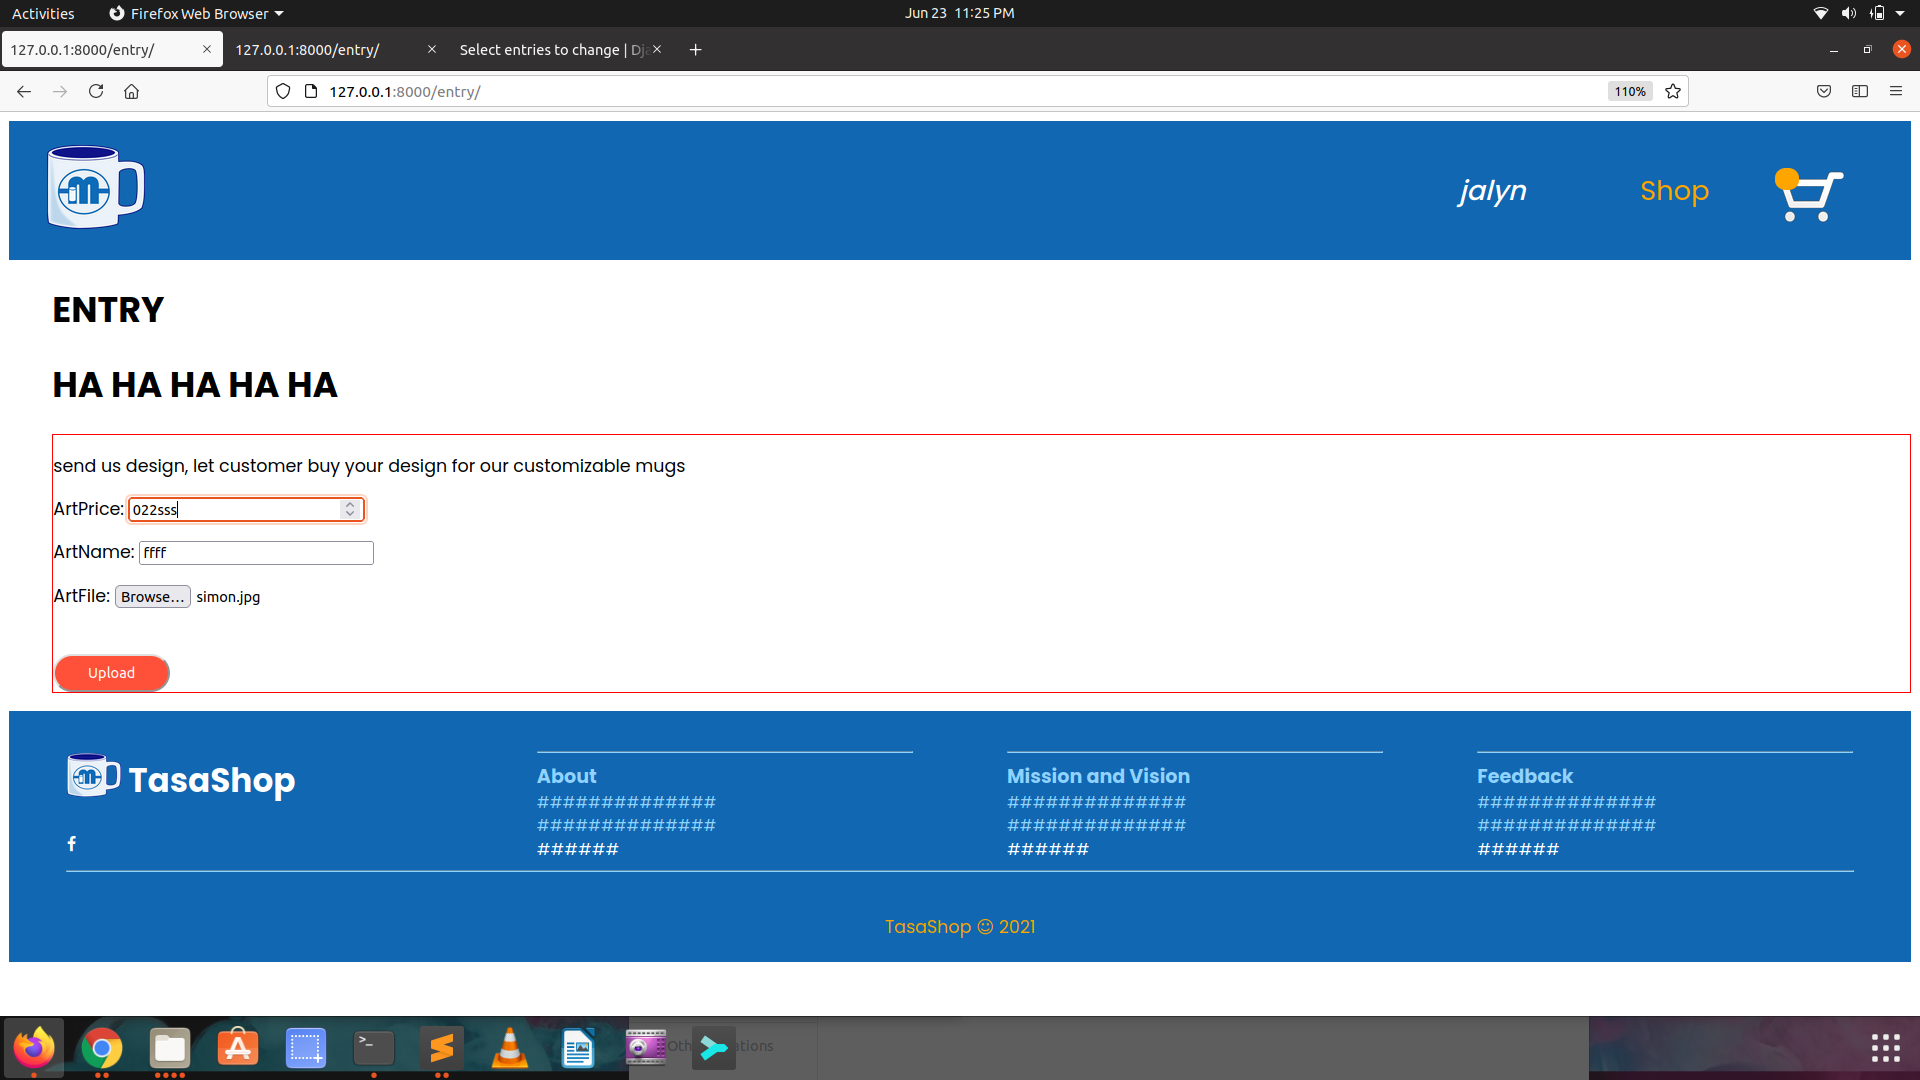 Activities
Firefox Web Browser
Jun 23 11:25 PM
127.0.0.1:8000/entry/
127.0.0.1:8000/entry/
Select entries to change | Dj
127.0.0.1:8000/entry/
110%
jalyn
Shop
ENTRY
HA HA HA HA HA
send us design, let customer buy your design for our customizable mugs
ArtPrice: 022sss
ArtName: ffff
ArtFile: Browse... simon.jpg
Upload
TasaShop
About
##############
##############
######
Mission and Vision
##############
##############
######
Feedback
##############
##############
######
TasaShop ☺ 2021